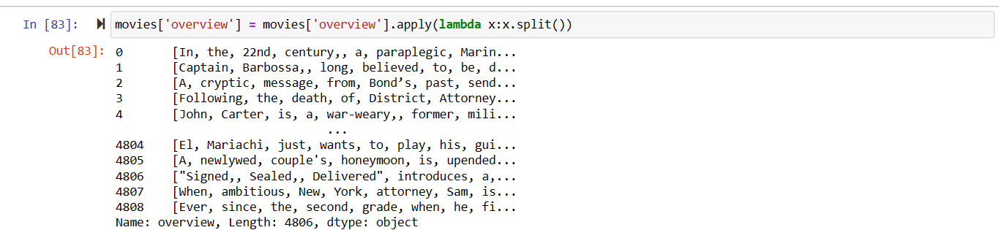 In [83]: movies['overview'] = movies['overview'].apply(lambda x:x.split())
Out[83]: 0 [In, the, 22nd, century,, a, paraplegic, Marin...
1 [Captain, Barbossa,, long, believed, to, be, d...
2 [A, cryptic, message, from, Bond’s, past, send...
3 [Following, the, death, of, District, Attorney...
4 [John, Carter, is, a, war-weary,, former, mili...
...
4804 [El, Mariachi, just, wants, to, play, his, gui...
4805 [A, newlywed, couple's, honeymoon, is, upended...
4806 ["Signed,, Sealed,, Delivered", introduces, a,...
4807 [When, ambitious, New, York, attorney, Sam, is...
4808 [Ever, since, the, second, grade, when, he, fi...
Name: overview, Length: 4806, dtype: object